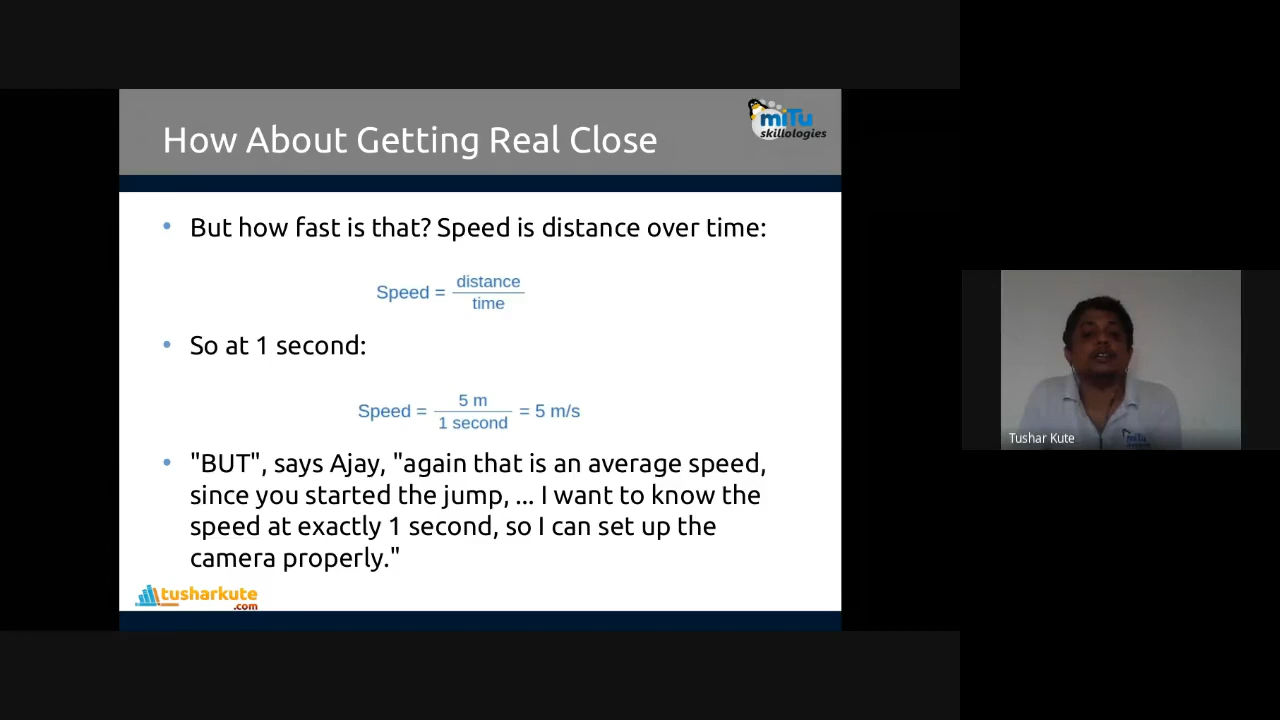 How About Getting Real Close
miTu
skillologies
• But how fast is that? Speed is distance over time:
Speed = distance / time
• So at 1 second:
Speed = 5 m / 1 second = 5 m/s
• "BUT", says Ajay, "again that is an average speed,
since you started the jump, ... I want to know the
speed at exactly 1 second, so I can set up the
camera properly."
tusharkute
.com
Tushar Kute